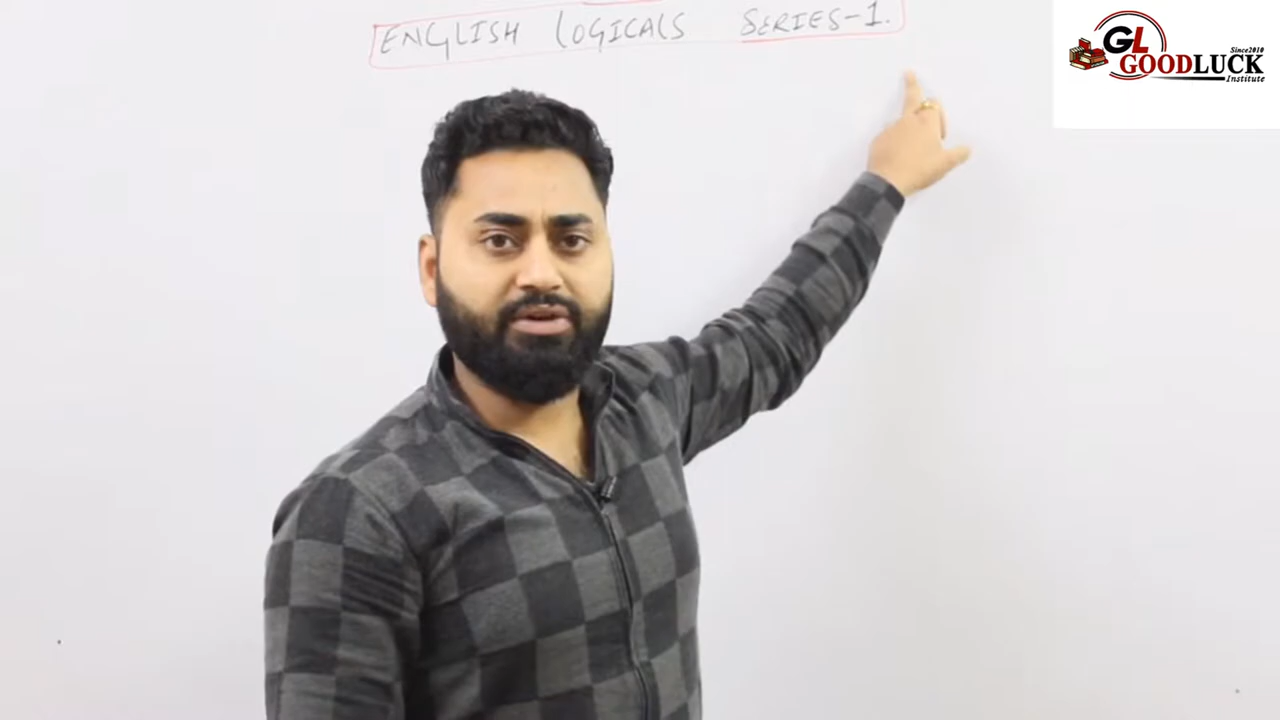 ENGLISH LOGICALS SERIES-1.
GL
Since2010
GOODLUCK
Institute